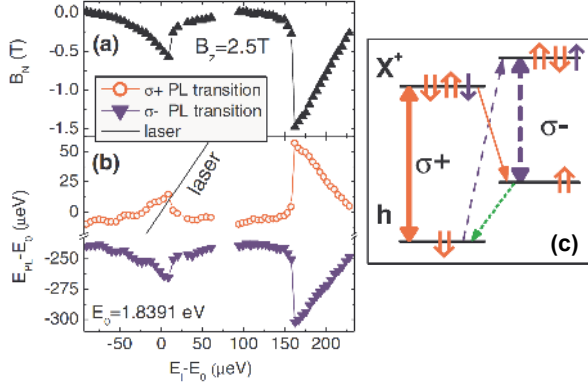 0.0
-0.5
-1.0
-1.5
B_N (T)
(a)
B_z=2.5T
σ+ PL transition
σ- PL transition
laser
(b)
laser
50
25
0
-250
-275
-300
E_PL-E_0 (μeV)
E_0=1.8391 eV
-50 0 50 100 150 200
E_l-E_0 (μeV)
X⁺
⇓⇑↓
⇑⇓↑
σ+
σ-
⇑
h
⇓
(c)